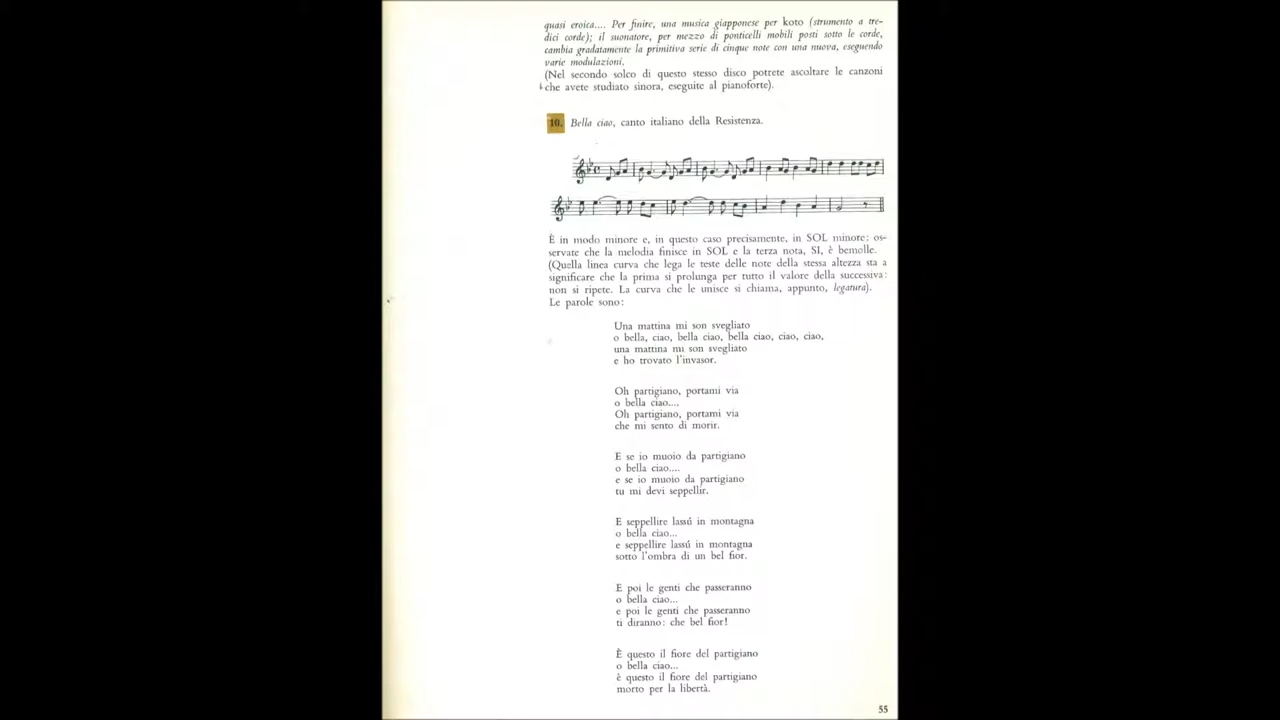 quasi eroica.... Per finire, una musica giapponese per koto (strumento a tre-
dici corde); il suonatore, per mezzo di ponticelli mobili posti sotto le corde,
cambia gradatamente la primitiva serie di cinque note con una nuova, eseguendo
varie modulazioni.
(Nel secondo solco di questo stesso disco potrete ascoltare le canzoni
che avete studiato sinora, eseguite al pianoforte).
10. Bella ciao, canto italiano della Resistenza.
È in modo minore e, in questo caso precisamente, in SOL minore; os-
servate che la melodia finisce in SOL e la terza nota, SI, è bemolle.
(Quella linea curva che lega le teste delle note della stessa altezza sta a
significare che la prima si prolunga per tutto il valore della successiva:
non si ripete. La curva che le unisce si chiama, appunto, legatura).
Le parole sono:
Una mattina mi son svegliato
o bella, ciao, bella ciao, bella ciao, ciao, ciao,
una mattina mi son svegliato
e ho trovato l'invasor.
Oh partigiano, portami via
o bella ciao....
Oh partigiano, portami via
che mi sento di morir.
E se io muoio da partigiano
o bella ciao....
e se io muoio da partigiano
tu mi devi seppellir.
E seppellire lassú in montagna
o bella ciao...
e seppellire lassú in montagna
sotto l'ombra di un bel fior.
E poi le genti che passeranno
o bella ciao...
e poi le genti che passeranno
ti diranno: che bel fior!
È questo il fiore del partigiano
o bella ciao...
è questo il fiore del partigiano
morto per la libertà.
55